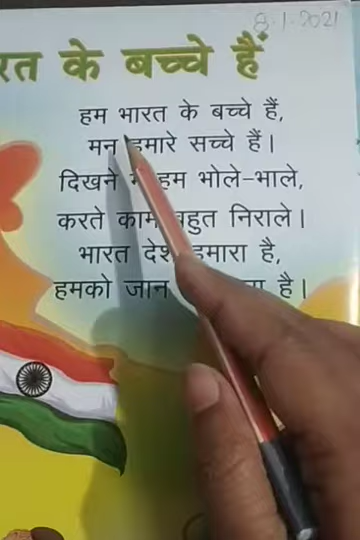 8-1-2021
रत के बच्चे हैं
हम भारत के बच्चे हैं,
मन हमारे सच्चे हैं।
दिखने में हम भोले-भाले,
करते काम बहुत निराले।
भारत देश हमारा है,
हमको जान है।